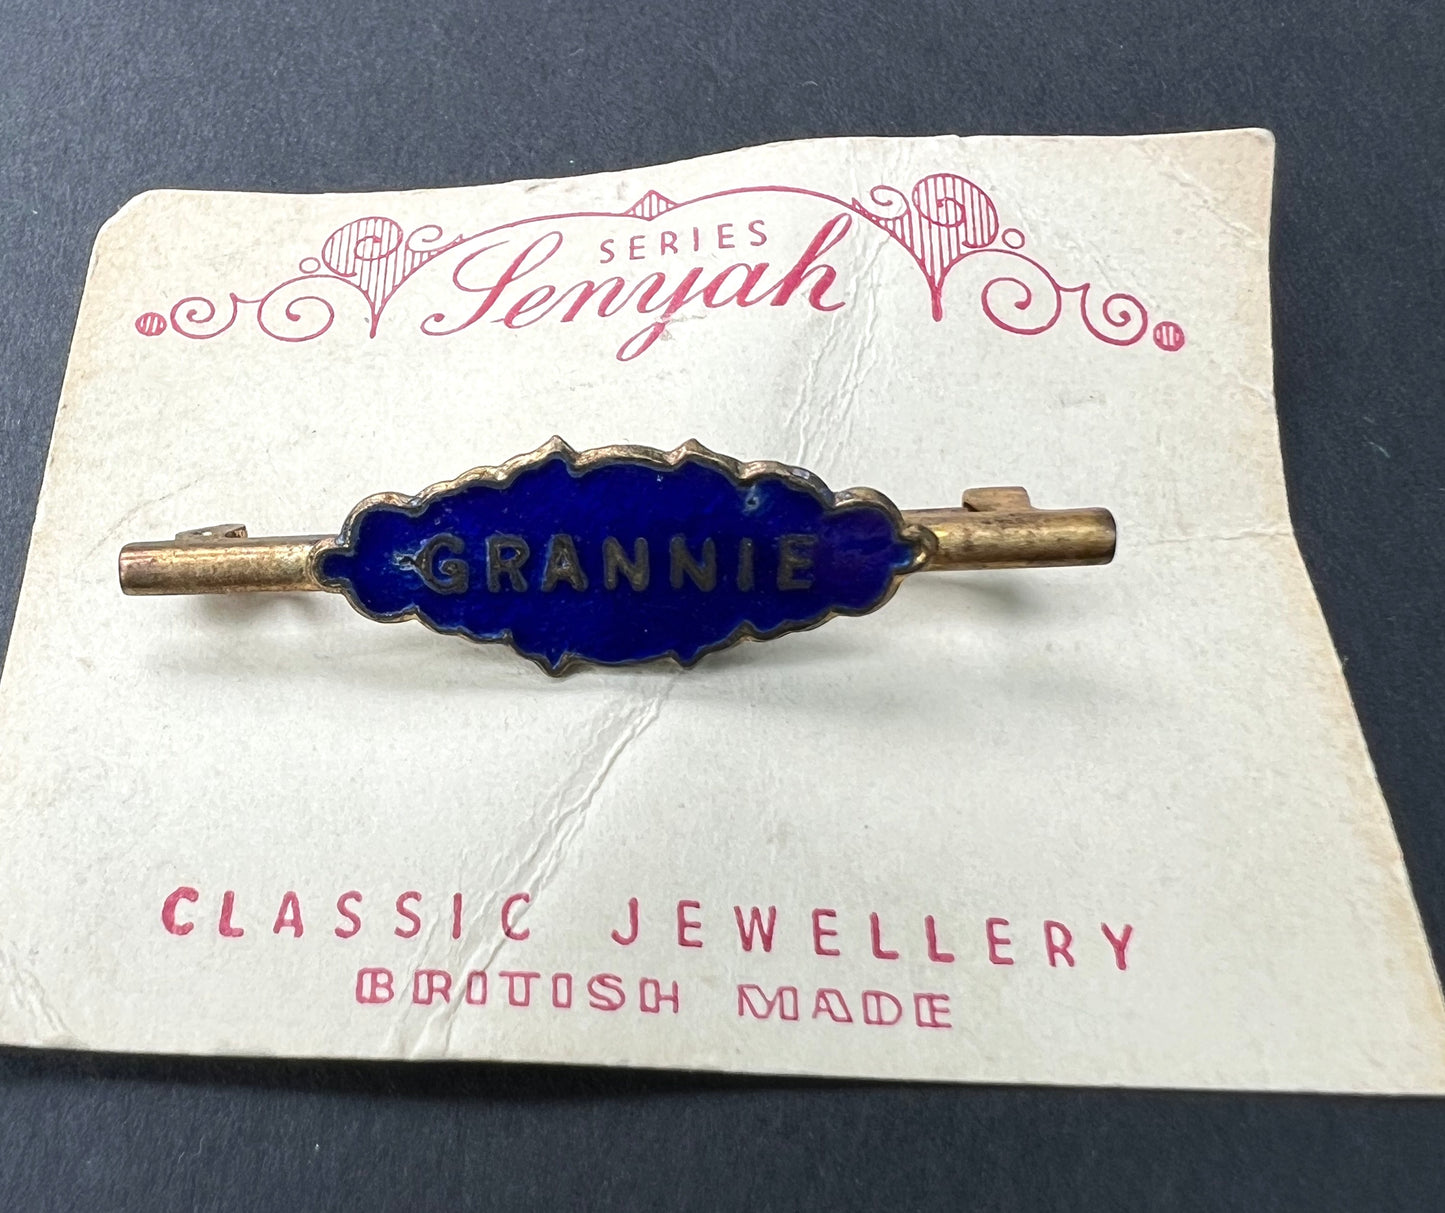 SERIES
Senyah
GRANNIE
CLASSIC JEWELLERY
BRITISH MADE